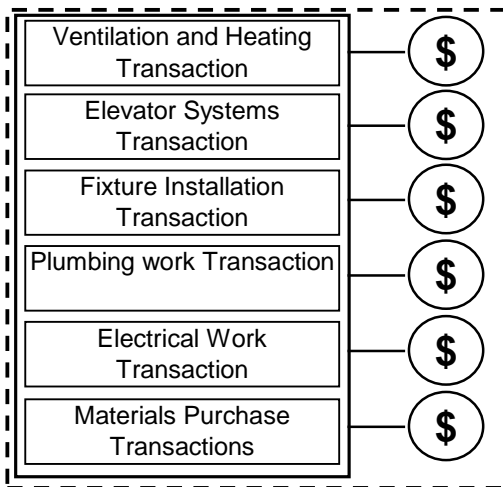 Ventilation and Heating
Transaction
$
Elevator Systems
Transaction
$
Fixture Installation
Transaction
$
Plumbing work Transaction
$
Electrical Work
Transaction
$
Materials Purchase
Transactions
$